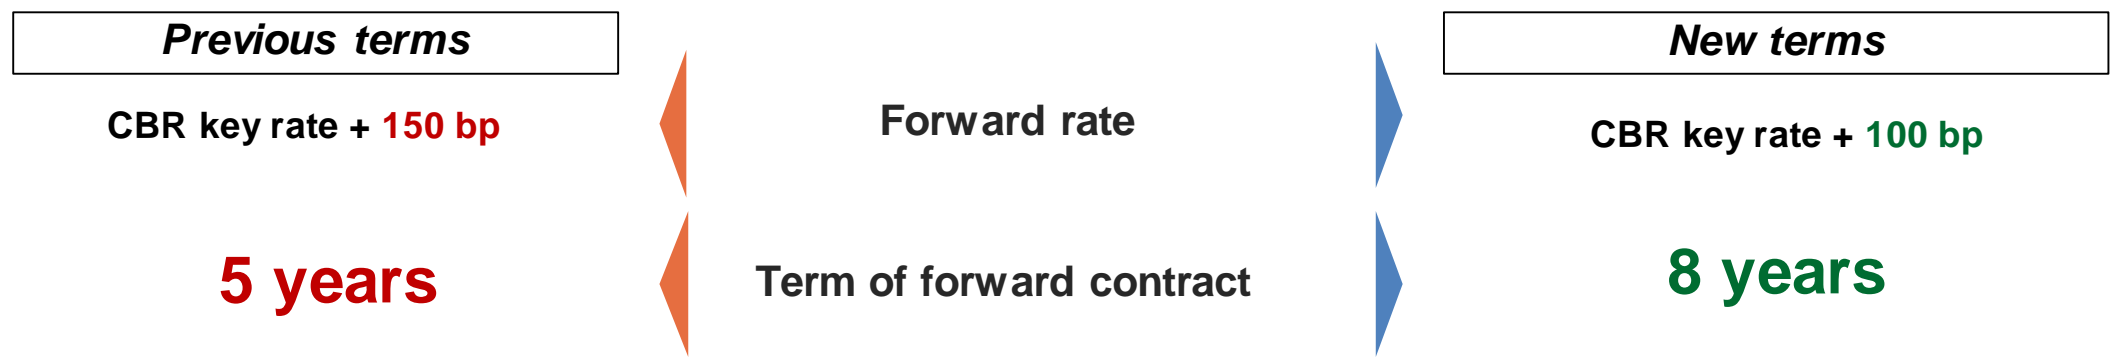 Previous terms
New terms
CBR key rate + 150 bp
Forward rate
CBR key rate + 100 bp
5 years
Term of forward contract
8 years